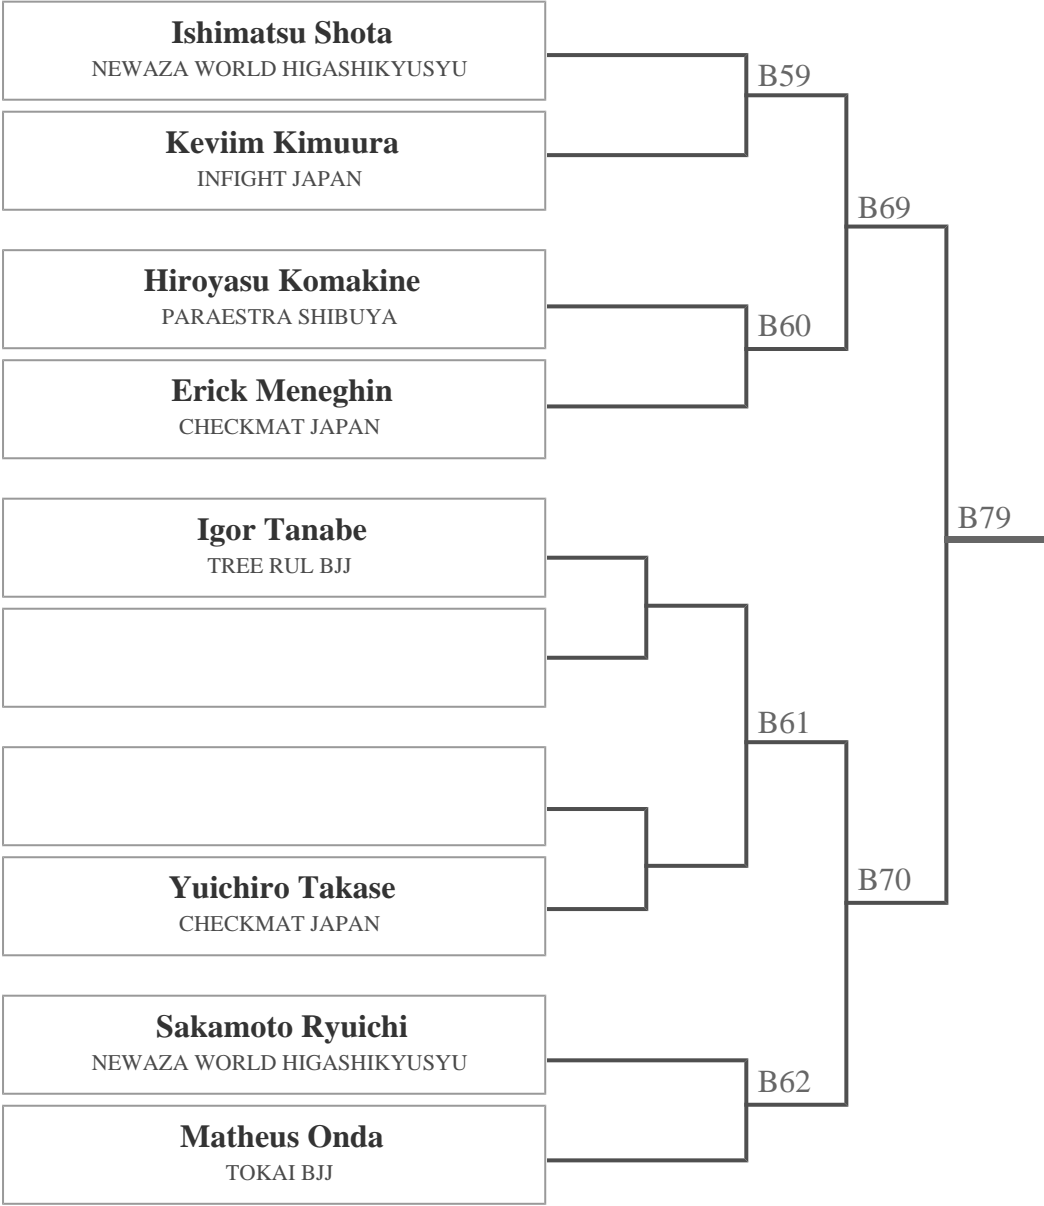 Ishimatsu Shota
NEWAZA WORLD HIGASHIKYUSYU
B59
Keviim Kimuura
INFIGHT JAPAN
B69
Hiroyasu Komakine
PARAESTRA SHIBUYA
B60
Erick Meneghin
CHECKMAT JAPAN
Igor Tanabe
TREE RUL BJJ
B79
B61
Yuichiro Takase
CHECKMAT JAPAN
B70
Sakamoto Ryuichi
NEWAZA WORLD HIGASHIKYUSYU
B62
Matheus Onda
TOKAI BJJ